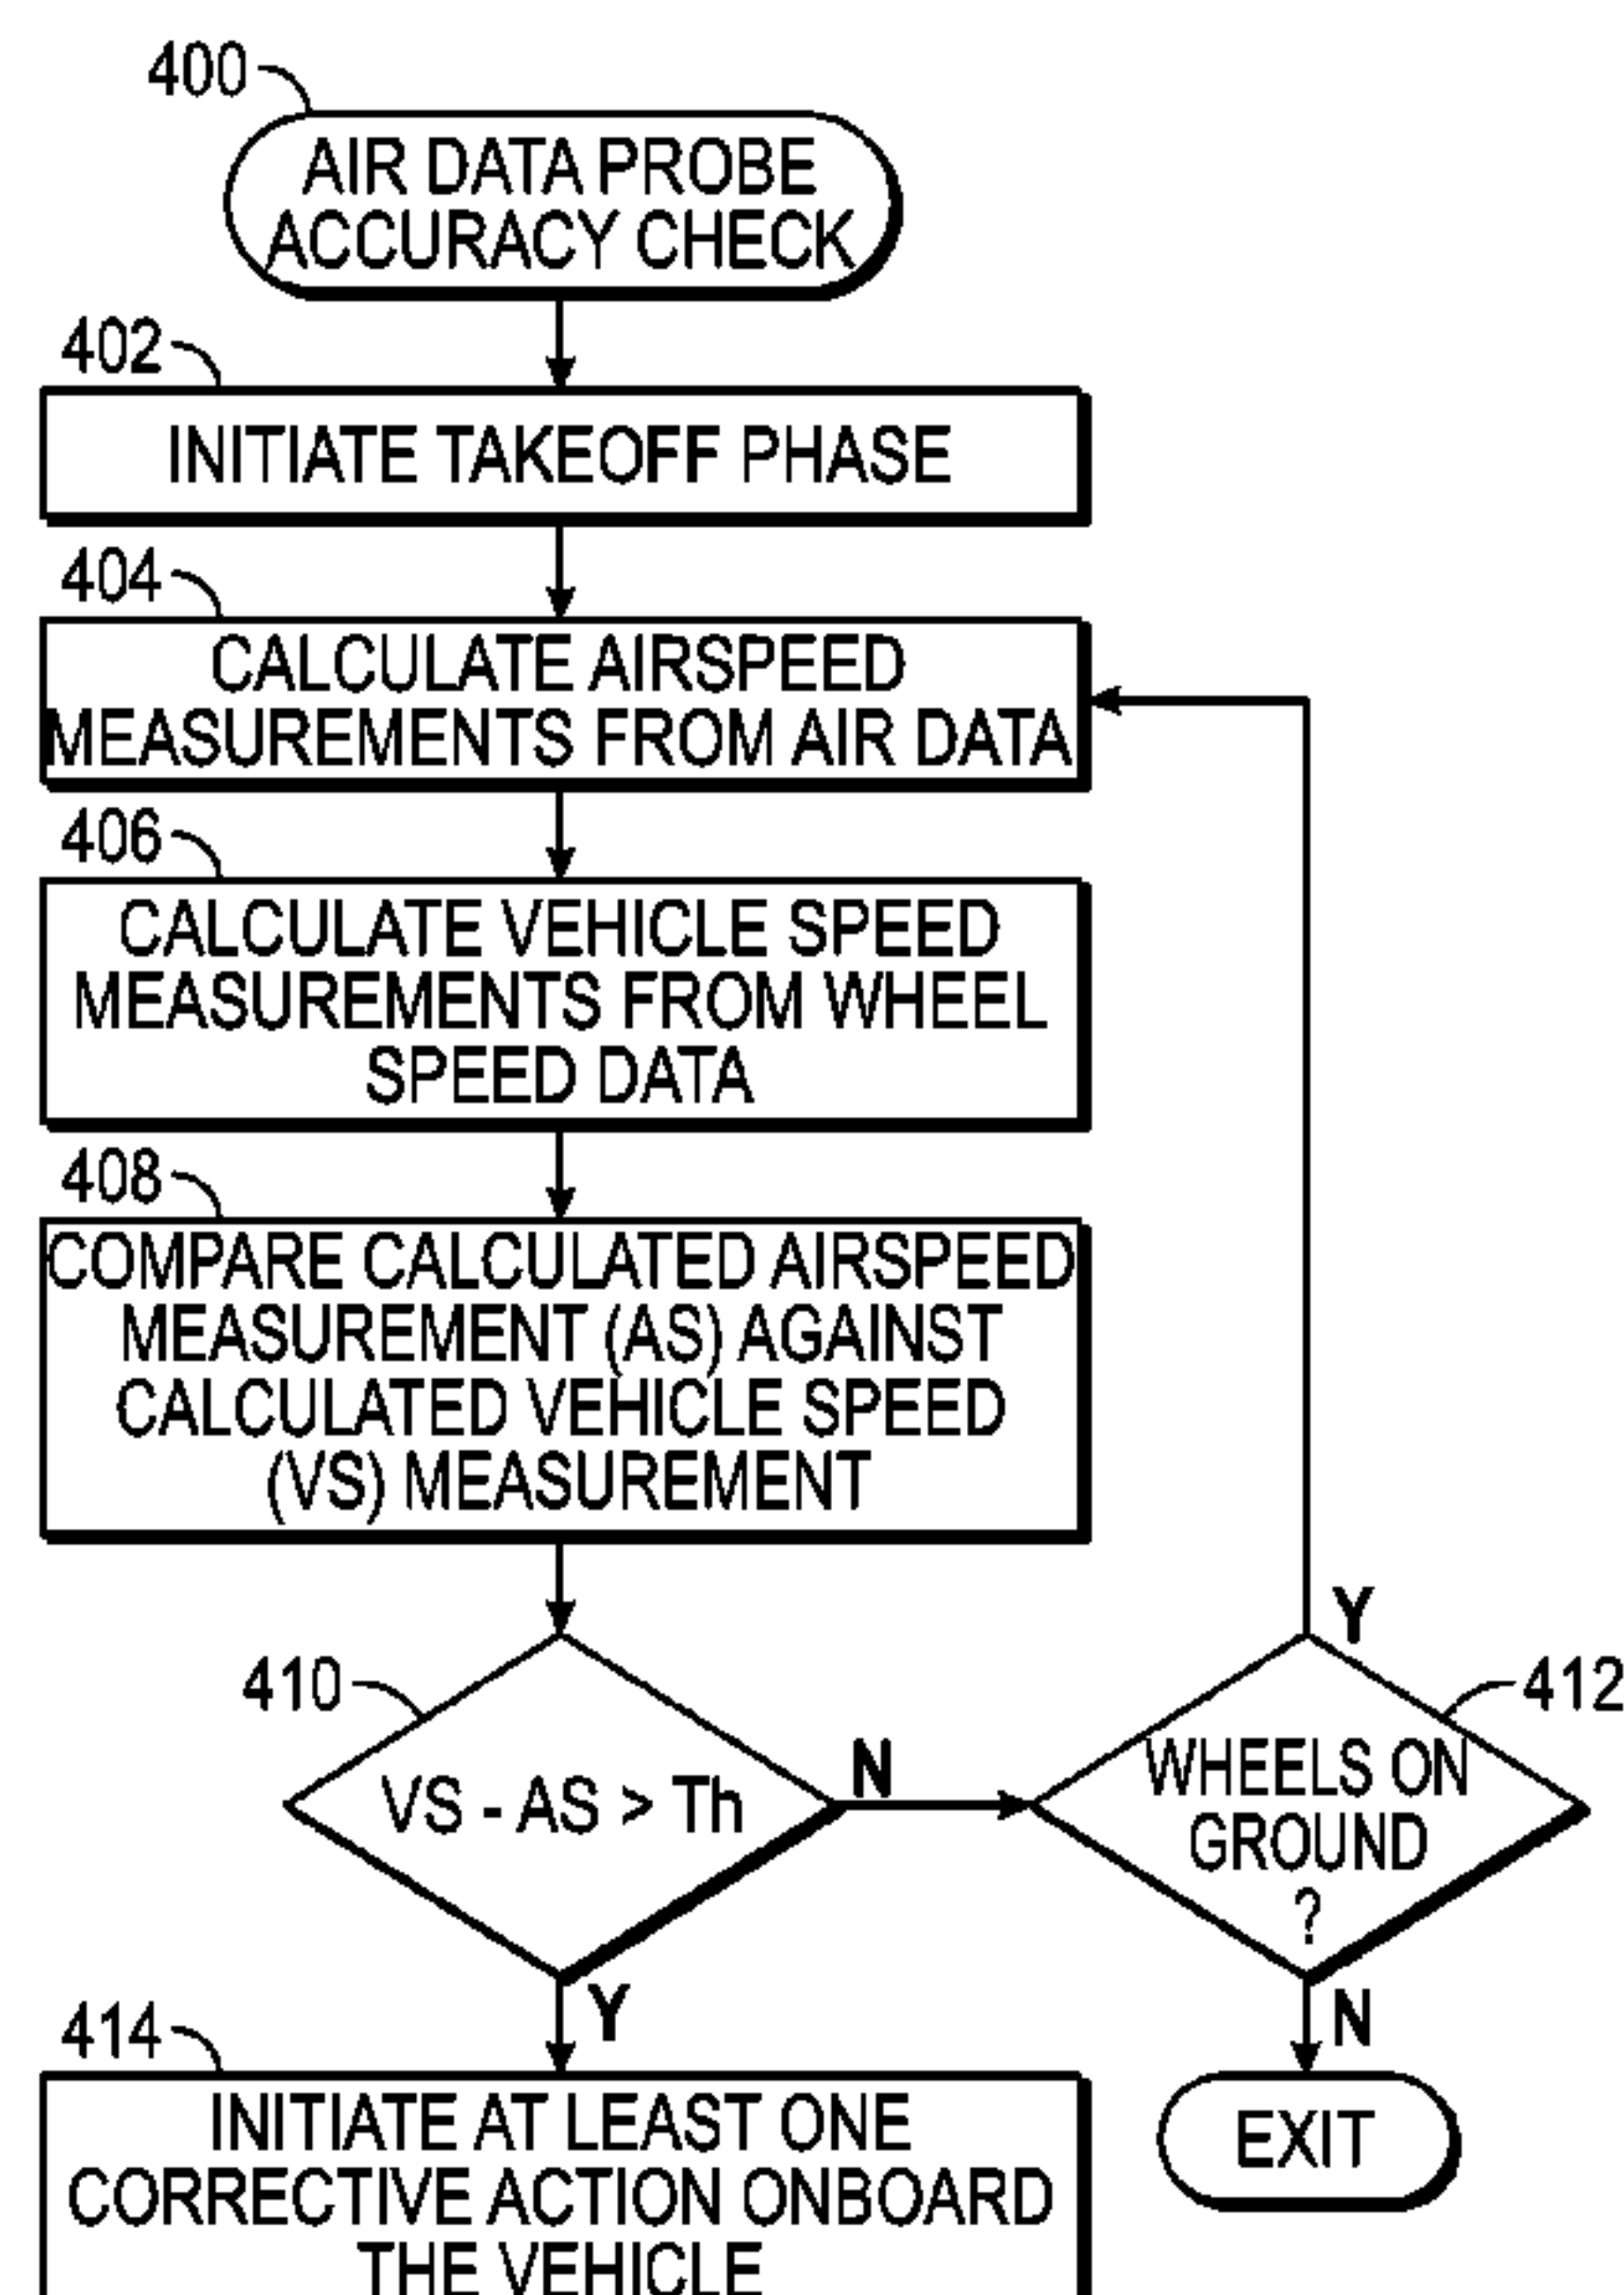 400
AIR DATA PROBE
ACCURACY CHECK
402
INITIATE TAKEOFF PHASE
404
CALCULATE AIRSPEED
MEASUREMENTS FROM AIR DATA
406
CALCULATE VEHICLE SPEED
MEASUREMENTS FROM WHEEL
SPEED DATA
408
COMPARE CALCULATED AIRSPEED
MEASUREMENT (AS) AGAINST
CALCULATED VEHICLE SPEED
(VS) MEASUREMENT
410
VS - AS > Th
N
Y
412
WHEELS ON
GROUND
?
Y
N
414
INITIATE AT LEAST ONE
CORRECTIVE ACTION ONBOARD
THE VEHICLE
EXIT